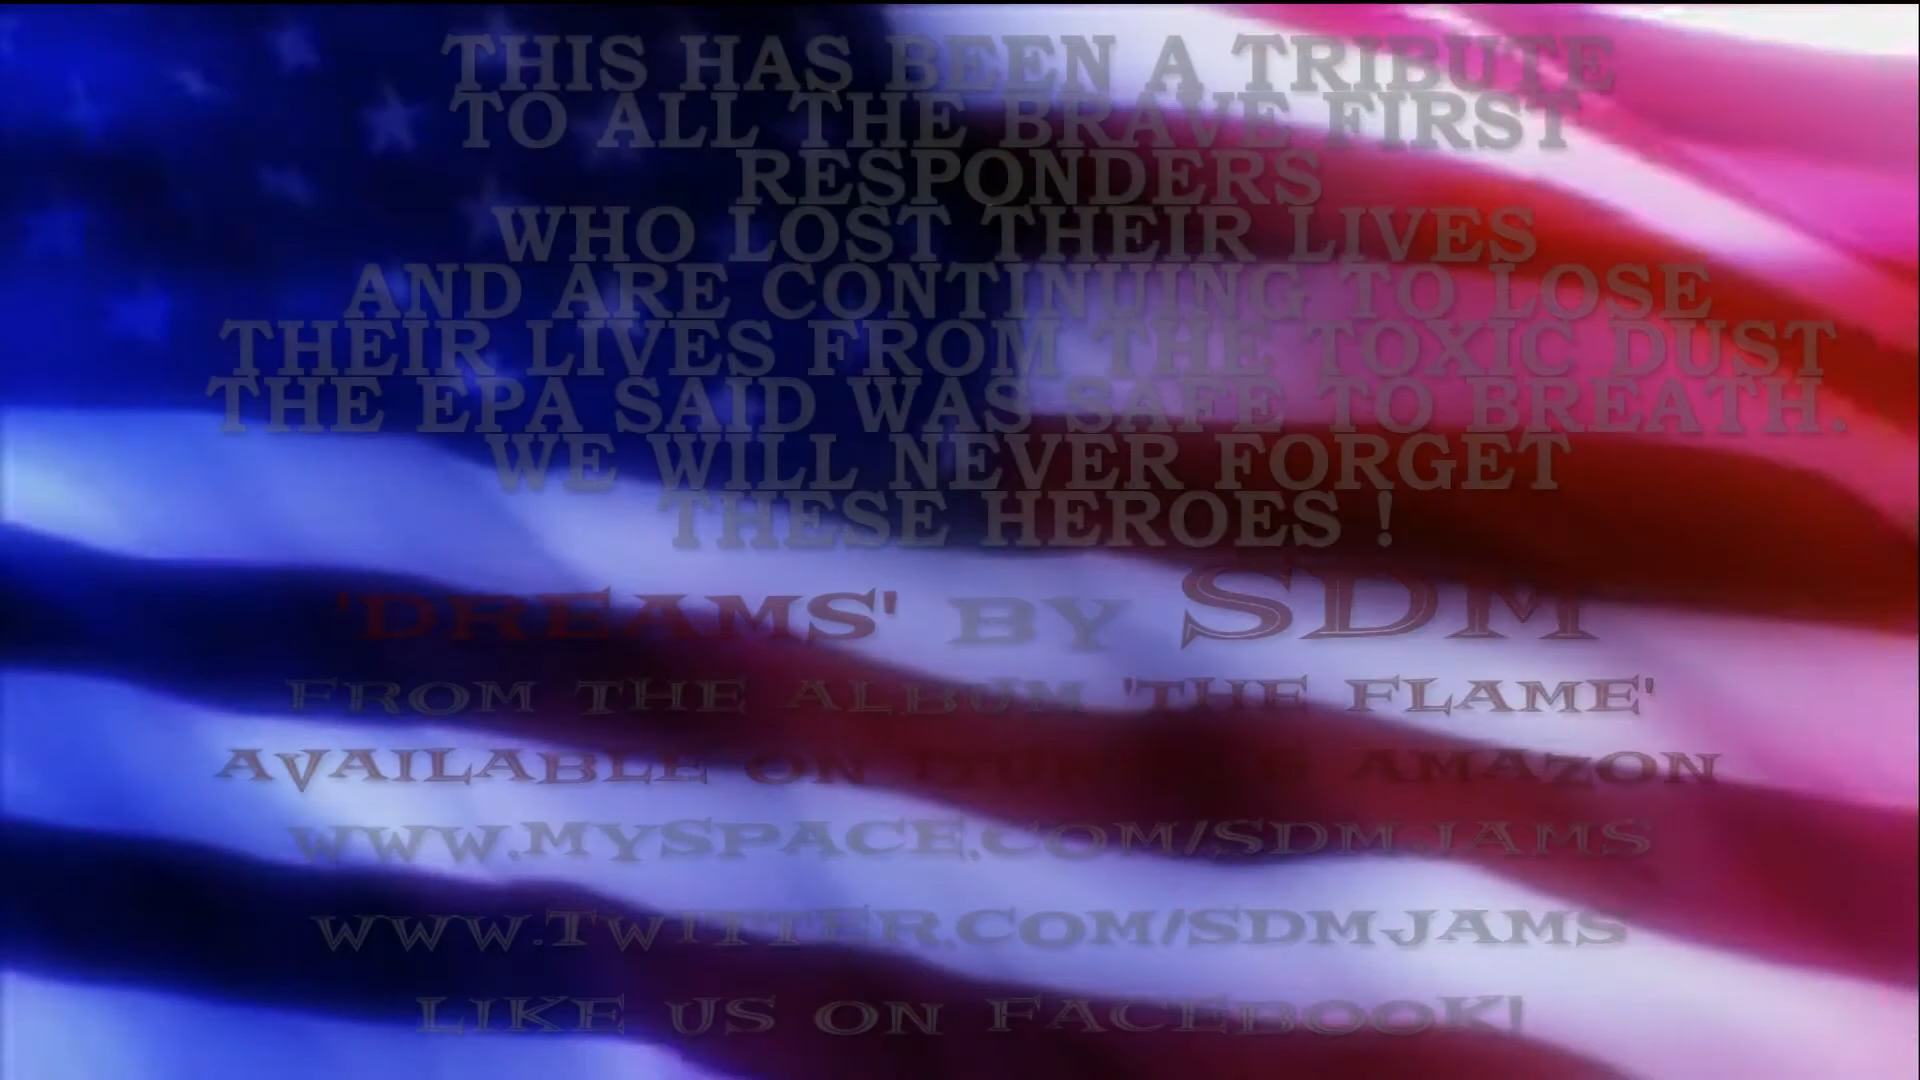 THIS HAS BEEN A TRIBUTE
TO ALL THE BRAVE FIRST
RESPONDERS
WHO LOST THEIR LIVES
AND ARE CONTINUING TO LOSE
THEIR LIVES FROM THE TOXIC DUST
THE EPA SAID WAS SAFE TO BREATH.
WE WILL NEVER FORGET
THESE HEROES !
'DREAMS' BY SDM
FROM THE ALBUM 'THE FLAME'
AVAILABLE ON AMAZON
WWW.MYSPACE.COM/SDMJAMS
WWW.TWITTER.COM/SDMJAMS
LIKE US ON FACEBOOK!